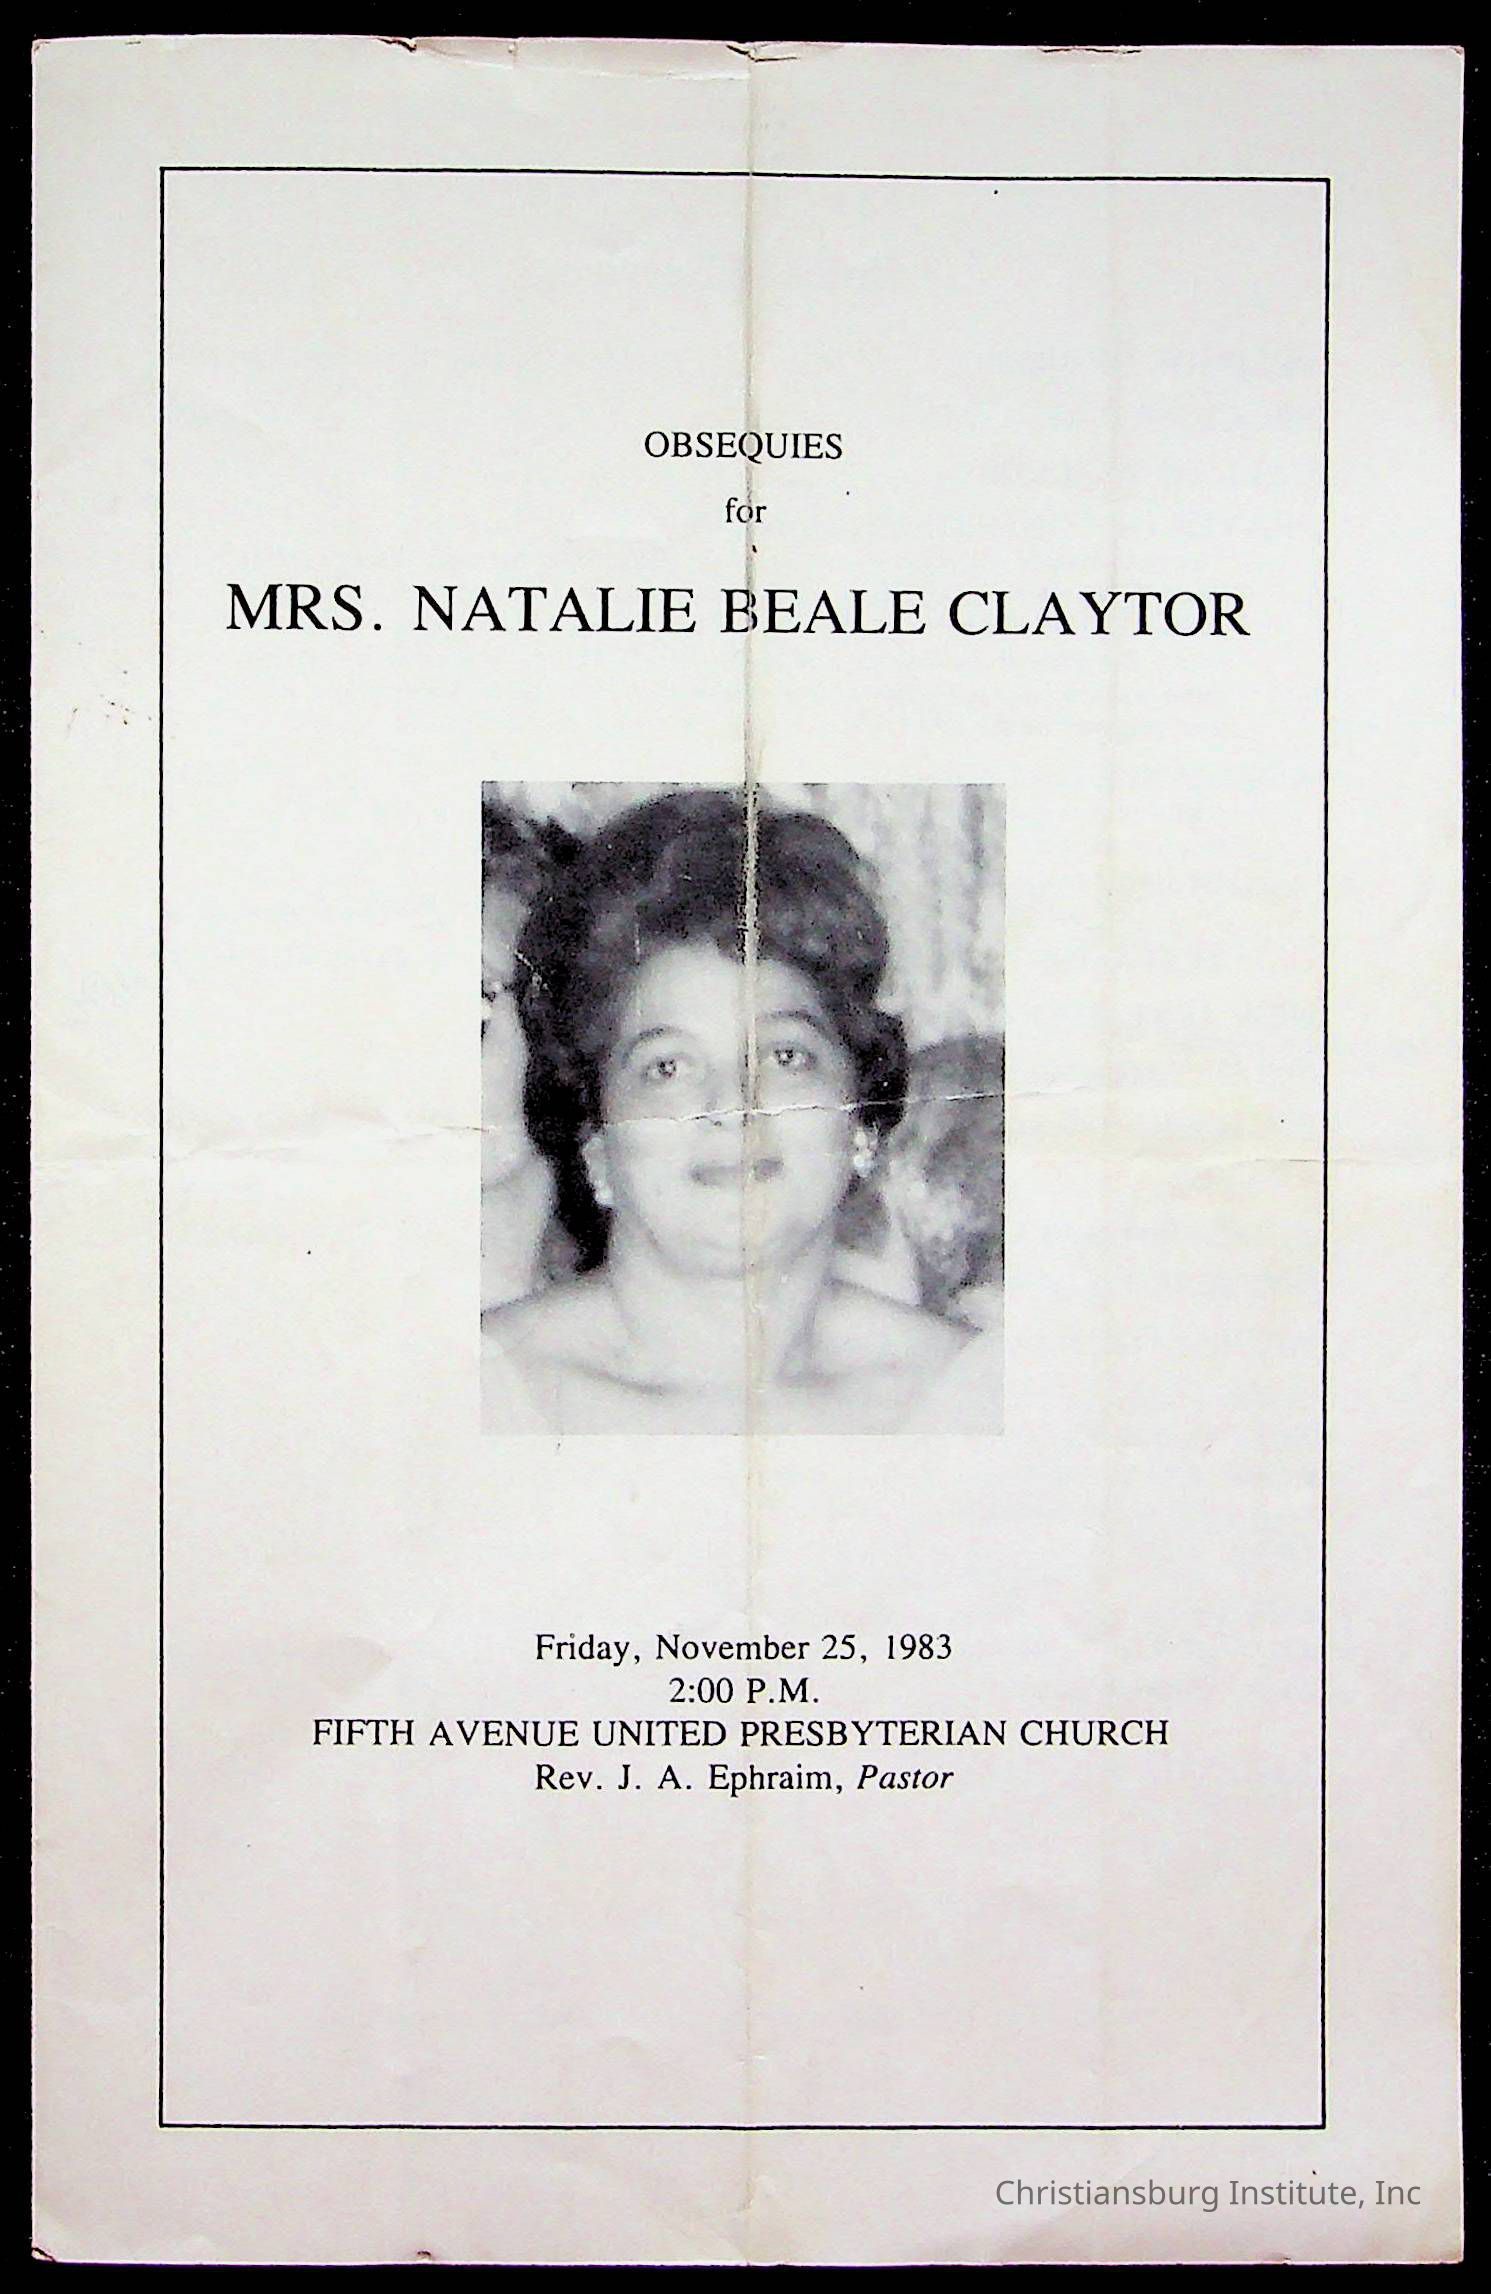 OBSEQUIES
for
MRS. NATALIE BEALE CLAYTOR
Friday, November 25, 1983
2:00 P.M.
FIFTH AVENUE UNITED PRESBYTERIAN CHURCH
Rev. J. A. Ephraim, Pastor
Christiansburg Institute, Inc